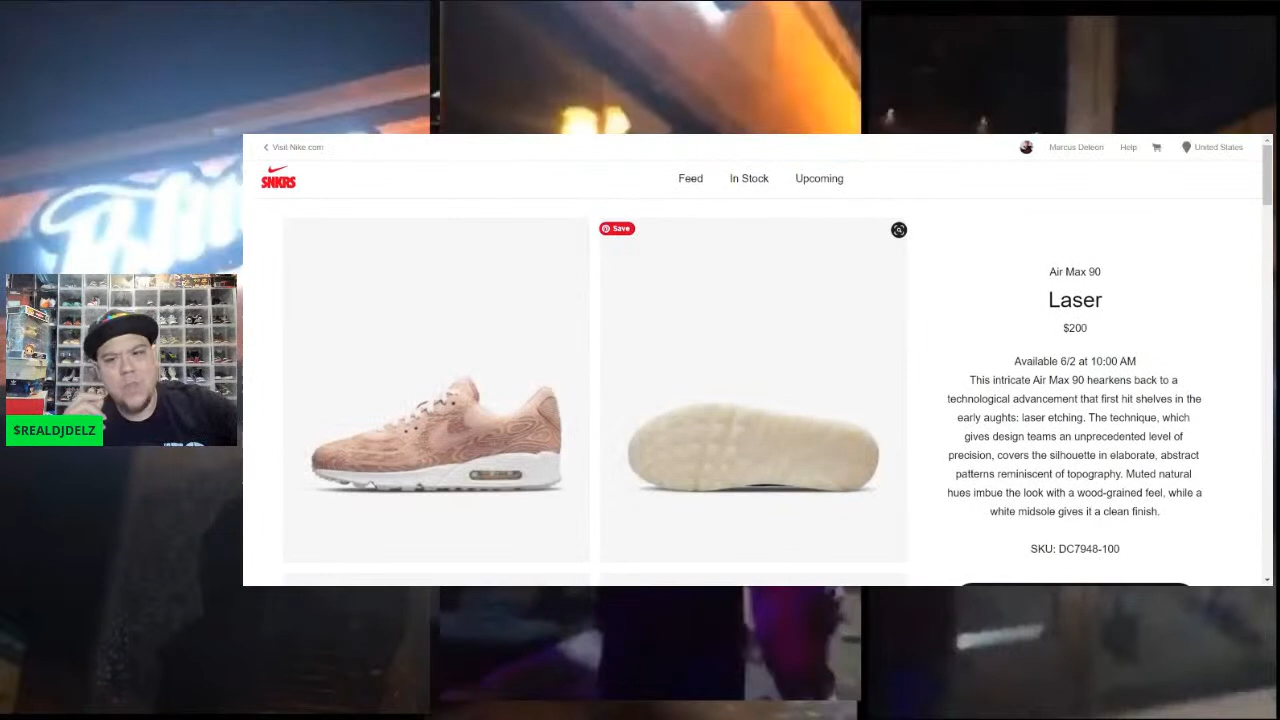 Visit Nike.com
Marcus Deleon
Help
United States
SNKRS
Feed
In Stock
Upcoming
Save
Air Max 90
Laser
$200
Available 6/2 at 10:00 AM
This intricate Air Max 90 hearkens back to a
technological advancement that first hit shelves in the
early aughts: laser etching. The technique, which
gives design teams an unprecedented level of
precision, covers the silhouette in elaborate, abstract
patterns reminiscent of topography. Muted natural
hues imbue the look with a wood-grained feel, while a
white midsole gives it a clean finish.
SKU: DC7948-100
$REALDJDELZ